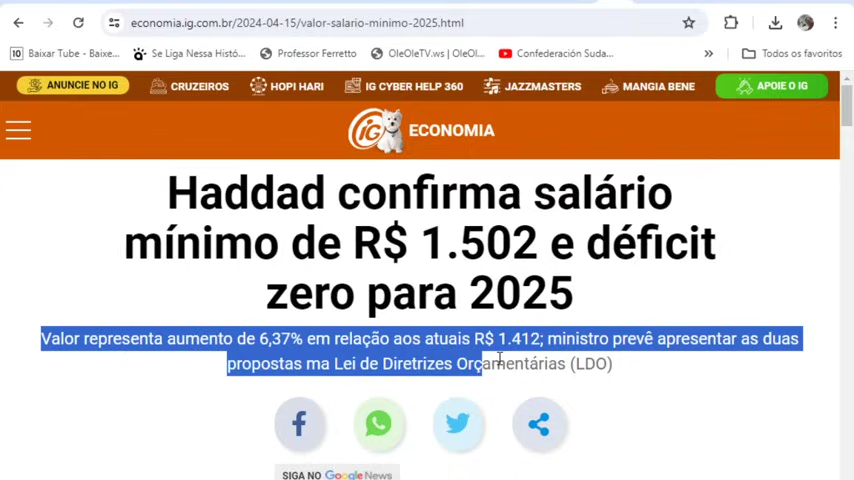 economia.ig.com.br/2024-04-15/valor-salario-minimo-2025.html
10 Baixar Tube - Baixe... Se Liga Nessa Histó... Professor Ferretto OleOleTV.ws | OleOl... Confederación Suda... » Todos os favoritos
ANUNCIE NO IG CRUZEIROS HOPI HARI IG CYBER HELP 360 JAZZMASTERS MANGIA BENE APOIE O IG
iG ECONOMIA
Haddad confirma salário
mínimo de R$ 1.502 e déficit
zero para 2025
Valor representa aumento de 6,37% em relação aos atuais R$ 1.412; ministro prevê apresentar as duas
propostas ma Lei de Diretrizes Orçamentárias (LDO)
SIGA NO Google News